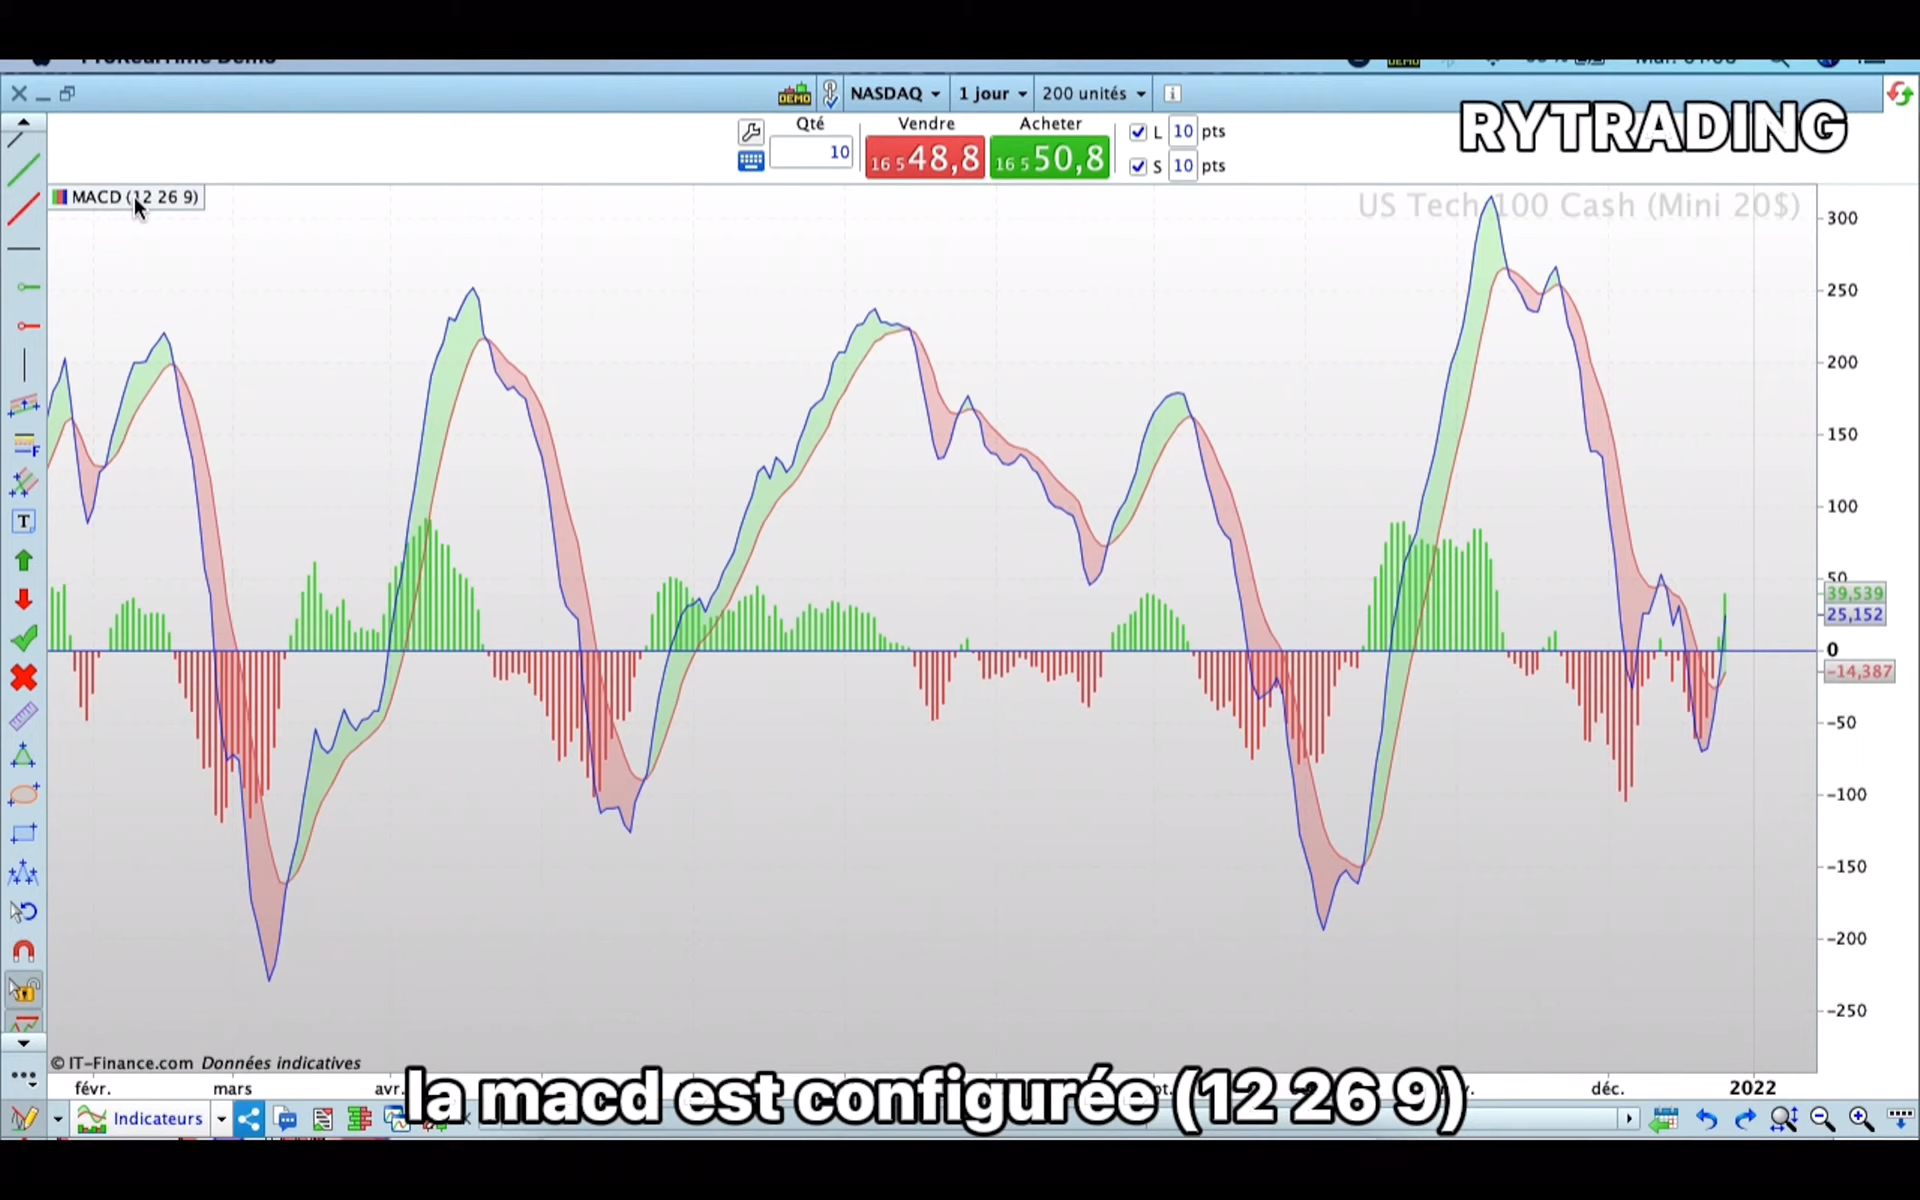 NASDAQ 1 jour 200 unités
RYTRADING
Qté Vendre Acheter
10 16 548,8 16 550,8
L 10 pts
S 10 pts
MACD (12 26 9)
US Tech 100 Cash (Mini 20$)
300
250
200
150
100
50
39,539
25,152
0
-14,387
-50
-100
-150
-200
-250
© IT-Finance.com Données indicatives
févr. mars avr. déc. 2022
la macd est configurée (12 26 9)
Indicateurs